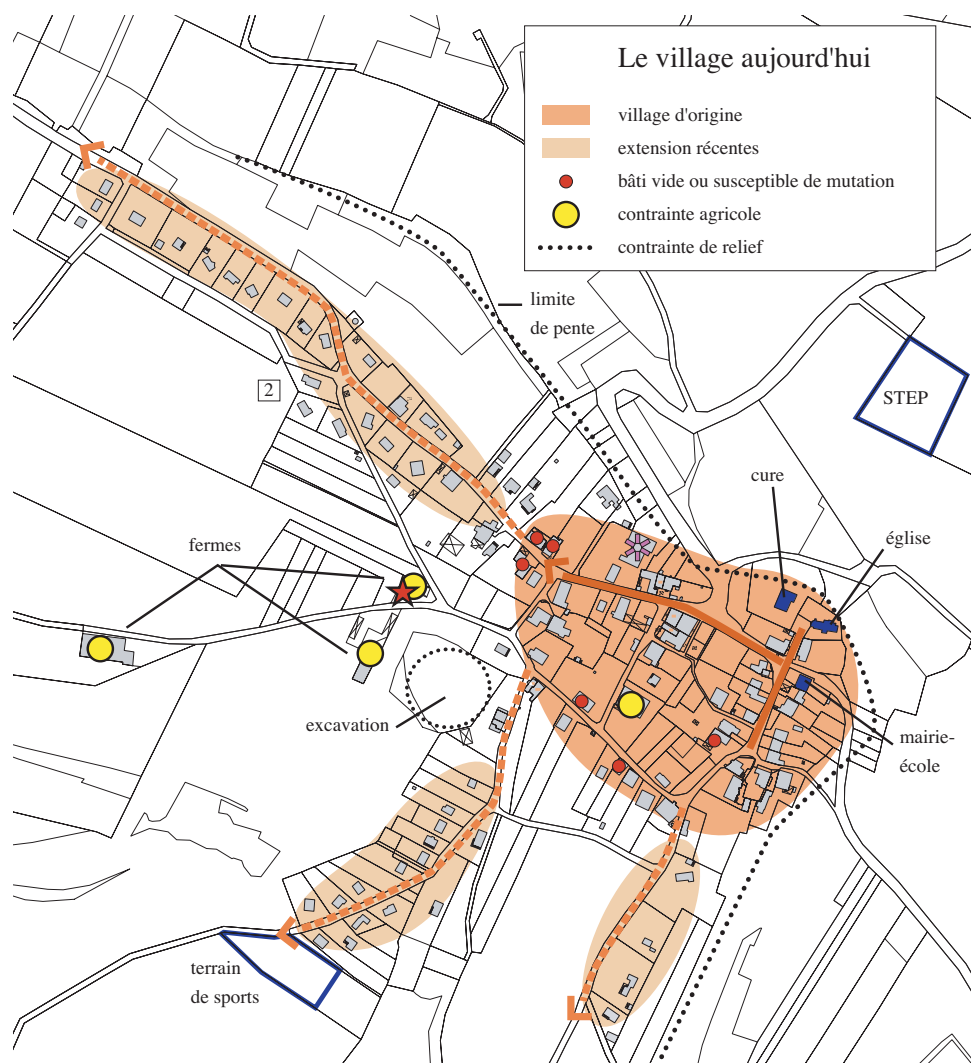 Le village aujourd'hui
village d'origine
extension récentes
bâti vide ou susceptible de mutation
contrainte agricole
contrainte de relief
limite
de pente
2
STEP
cure
église
fermes
excavation
mairie-
école
terrain
de sports